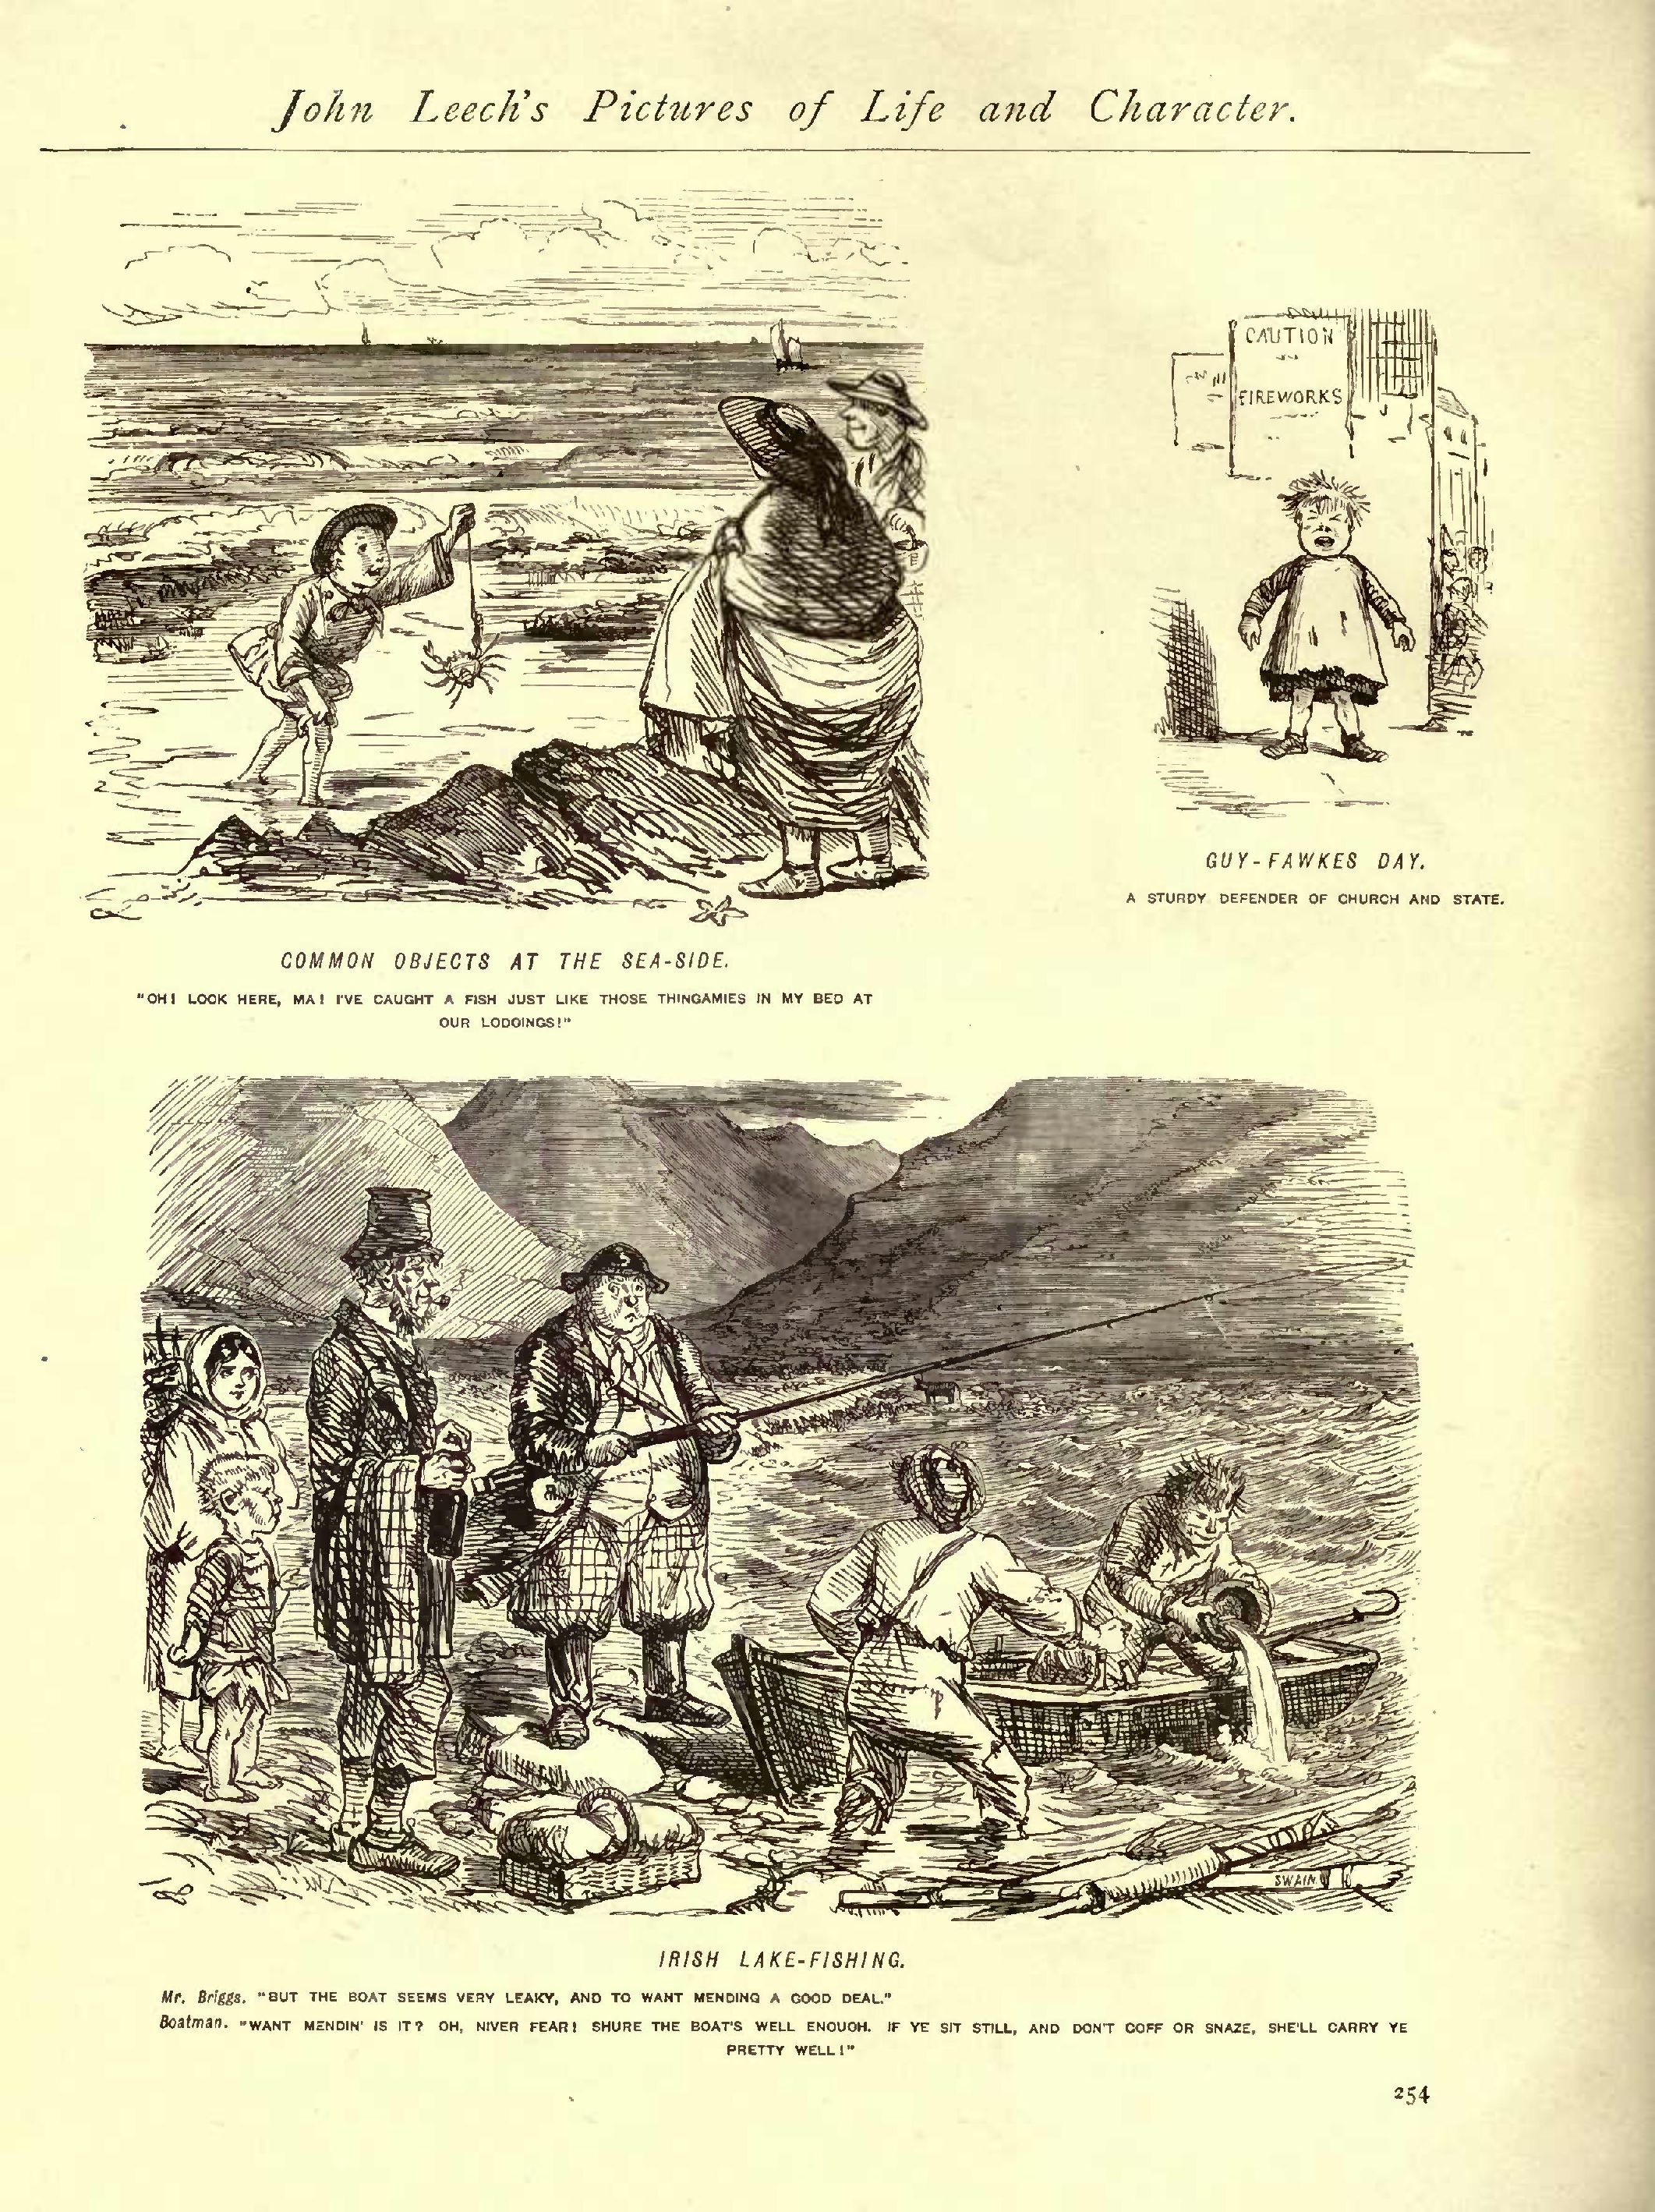 John Leech's Pictures of Life and Character.
CAUTION
FIREWORKS
GUY-FAWKES DAY.
A STURDY DEFENDER OF CHURCH AND STATE.
COMMON OBJECTS AT THE SEA-SIDE.
"OH! LOOK HERE, MA! I'VE CAUGHT A FISH JUST LIKE THOSE THINGAMIES IN MY BED AT
OUR LODGINGS!"
SWAIN
IRISH LAKE-FISHING.
Mr. Briggs. "BUT THE BOAT SEEMS VERY LEAKY, AND TO WANT MENDING A GOOD DEAL."
Boatman. "WANT MENDIN' IS IT? OH, NIVER FEAR! SHURE THE BOAT'S WELL ENOUGH. IF YE SIT STILL, AND DON'T COFF OR SNAZE, SHE'LL CARRY YE
PRETTY WELL!"
254